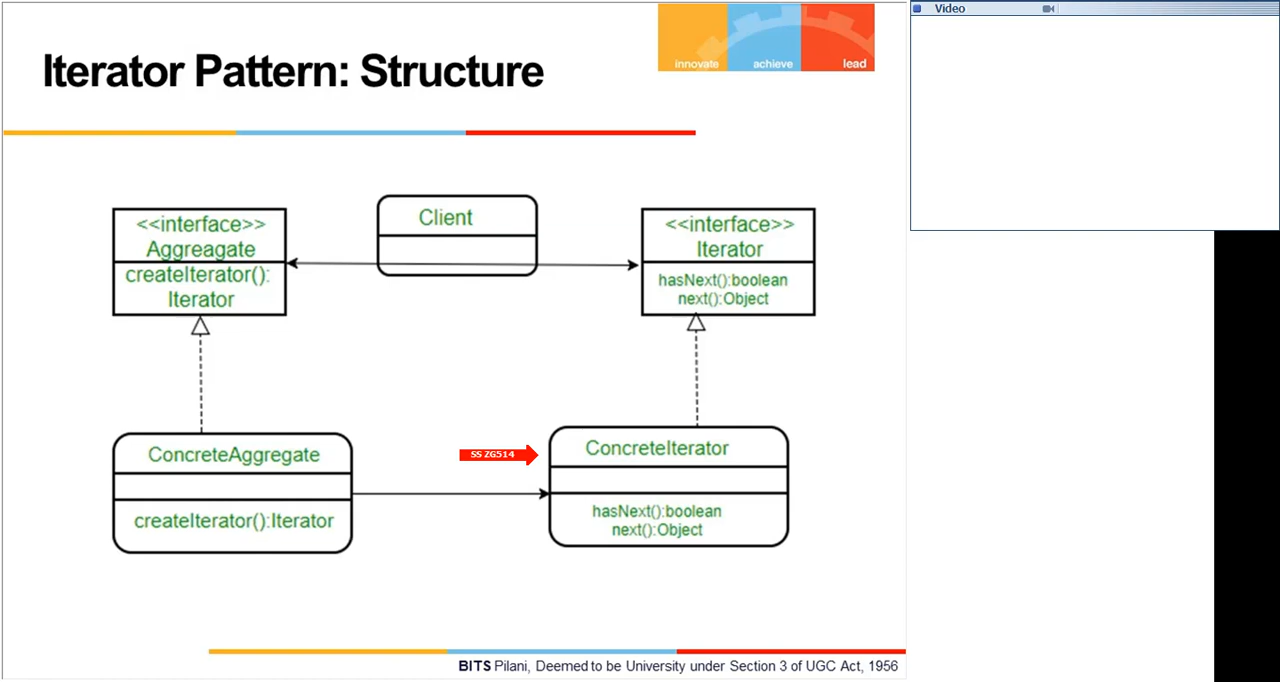 Video
innovate achieve lead
Iterator Pattern: Structure
<<interface>>
Aggreagate
createIterator():
Iterator
Client
<<interface>>
Iterator
hasNext():boolean
next():Object
ConcreteAggregate
createIterator():Iterator
SS ZG514
ConcreteIterator
hasNext():boolean
next():Object
BITS Pilani, Deemed to be University under Section 3 of UGC Act, 1956